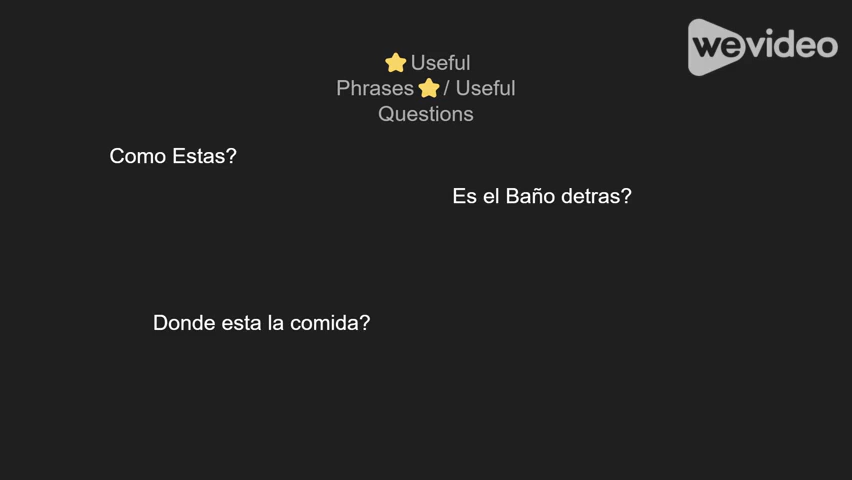 wevideo
⭐Useful
Phrases⭐/ Useful
Questions
Como Estas?
Es el Baño detras?
Donde esta la comida?